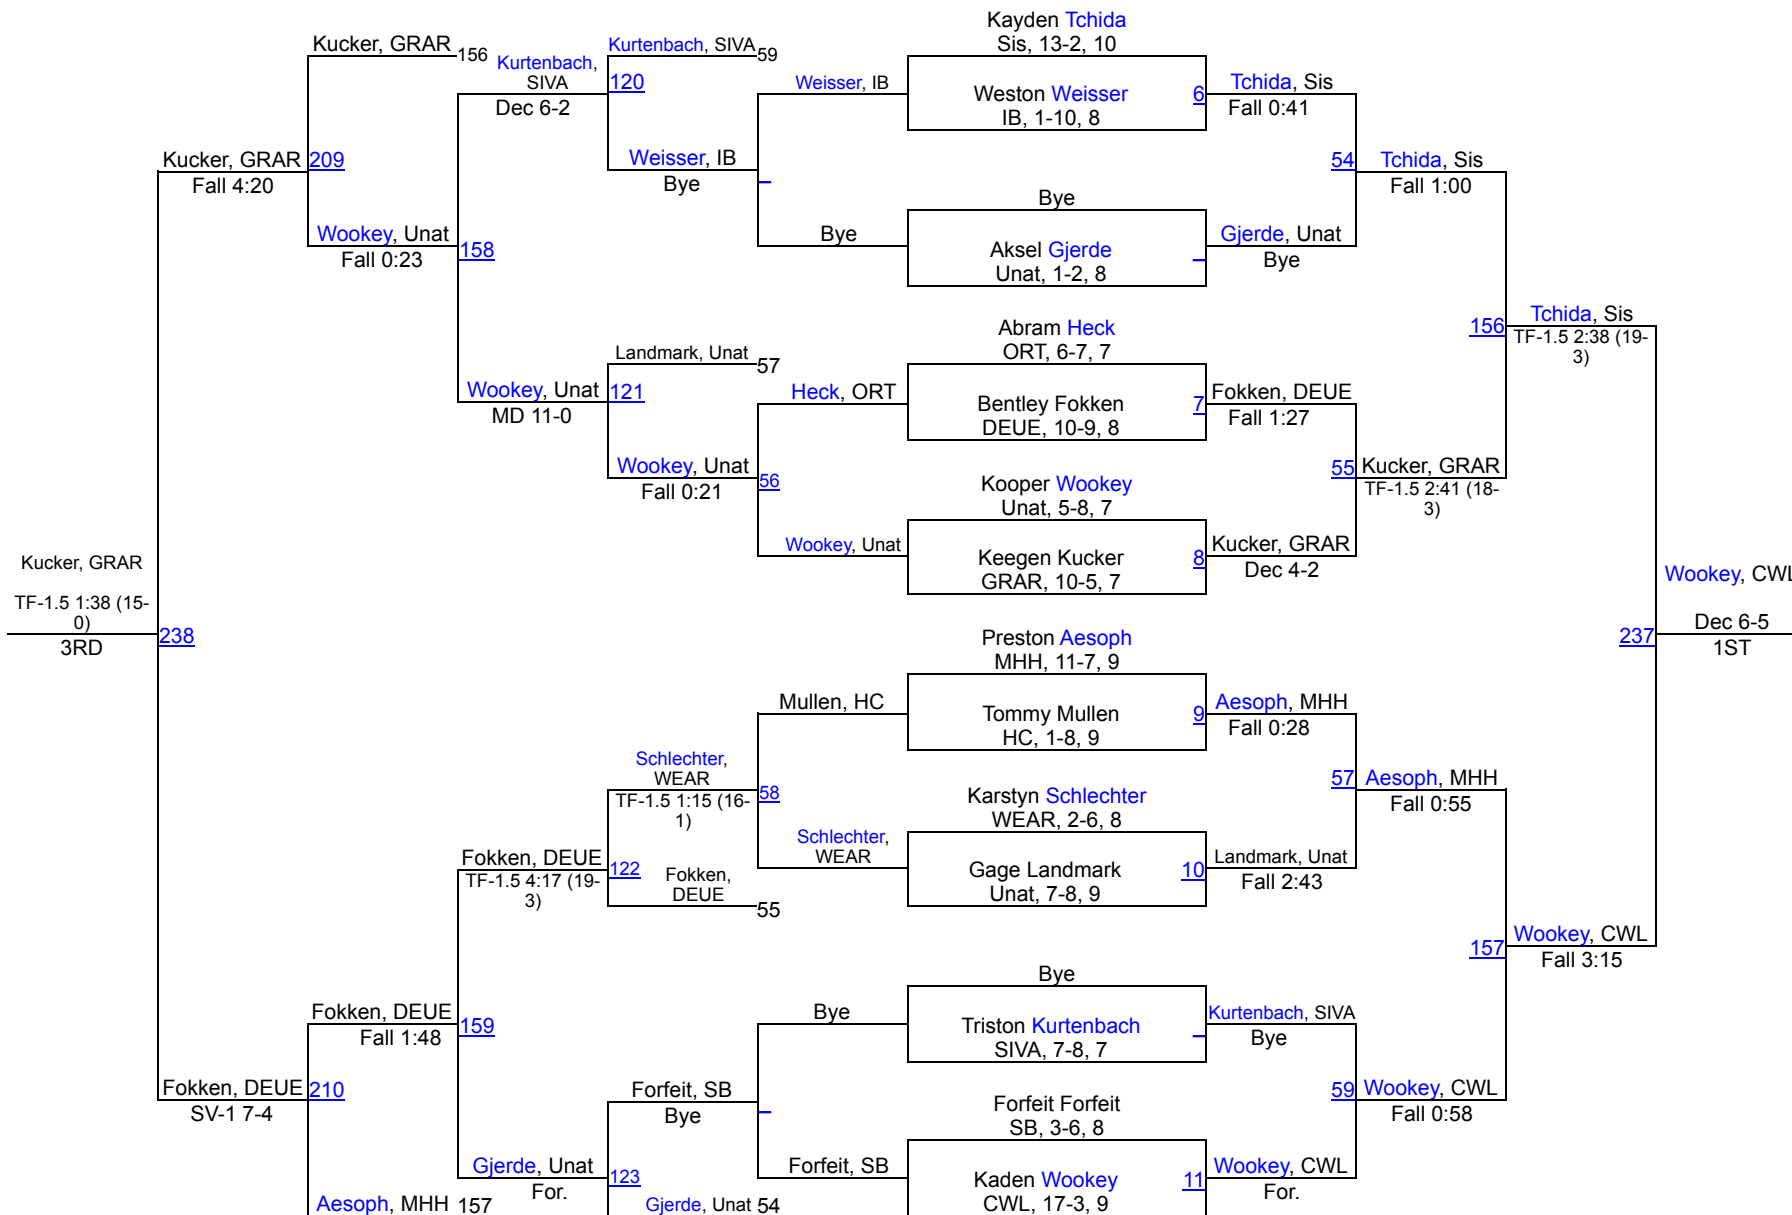 Kucker, GRAR
TF-1.5 1:38 (15-
0)
3RD
238
Kucker, GRAR
Fall 4:20
209
Kucker, GRAR
156
Wookey, Unat
Fall 0:23
158
Kurtenbach,
SIVA
Dec 6-2
120
Kurtenbach, SIVA
59
Weisser, IB
Bye
Weisser, IB
Bye
Wookey, Unat
MD 11-0
121
Landmark, Unat
57
Wookey, Unat
Fall 0:21
56
Heck, ORT
Wookey, Unat
Fokken, DEUE
SV-1 7-4
210
Fokken, DEUE
Fall 1:48
159
Aesoph, MHH
157
Fokken, DEUE
TF-1.5 4:17 (19-
3)
122
Schlechter,
WEAR
TF-1.5 1:15 (16-
1)
58
Fokken,
DEUE
55
Mullen, HC
Schlechter,
WEAR
Gjerde, Unat
For.
123
Forfeit, SB
Bye
Gjerde, Unat
54
Bye
Forfeit, SB
Kayden Tchida
Sis, 13-2, 10
Weston Weisser
IB, 1-10, 8
6
Bye
Aksel Gjerde
Unat, 1-2, 8
Abram Heck
ORT, 6-7, 7
Bentley Fokken
DEUE, 10-9, 8
7
Kooper Wookey
Unat, 5-8, 7
Keegen Kucker
GRAR, 10-5, 7
8
Preston Aesoph
MHH, 11-7, 9
Tommy Mullen
HC, 1-8, 9
9
Karstyn Schlechter
WEAR, 2-6, 8
Gage Landmark
Unat, 7-8, 9
10
Bye
Triston Kurtenbach
SIVA, 7-8, 7
Forfeit Forfeit
SB, 3-6, 8
Kaden Wookey
CWL, 17-3, 9
11
Tchida, Sis
Fall 0:41
Gjerde, Unat
Bye
Fokken, DEUE
Fall 1:27
Kucker, GRAR
Dec 4-2
Aesoph, MHH
Fall 0:28
Landmark, Unat
Fall 2:43
Kurtenbach, SIVA
Bye
Wookey, CWL
For.
54
Tchida, Sis
Fall 1:00
55
Kucker, GRAR
TF-1.5 2:41 (18-
3)
57
Aesoph, MHH
Fall 0:55
59
Wookey, CWL
Fall 0:58
156
Tchida, Sis
TF-1.5 2:38 (19-
3)
157
Wookey, CWL
Fall 3:15
237
Wookey, CWL
Dec 6-5
1ST